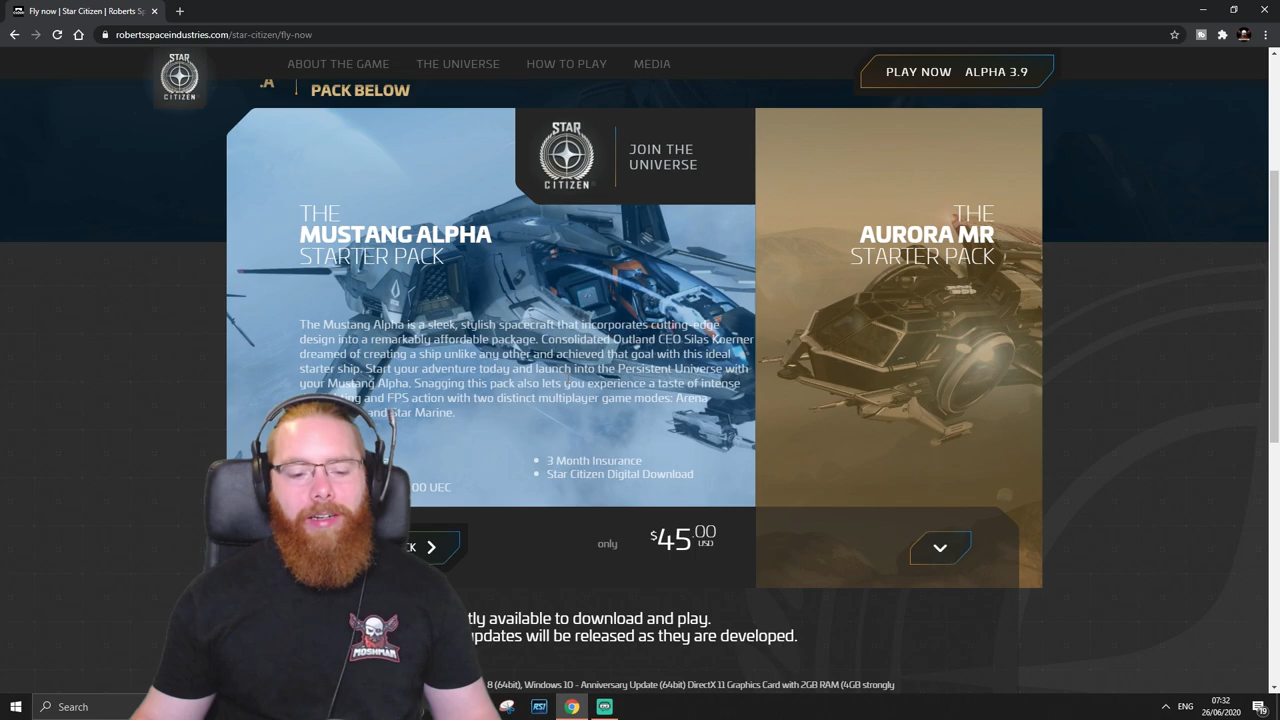 Fly now | Roberts Space Industries | S
robertsspaceindustries.com/star-citizen/fly-now
STAR
CITIZEN
ABOUT THE GAME
THE UNIVERSE
HOW TO PLAY
MEDIA
PLAY NOW ALPHA 3.9
.A
PACK BELOW
STAR
CITIZEN
JOIN THE
UNIVERSE
THE
MUSTANG ALPHA
STARTER PACK
THE
AURORA MR
STARTER PACK
The Mustang Alpha is a sleek, stylish spacecraft that incorporates cutting-edge
design into a remarkably affordable package. Consolidated Outland CEO Silas Koerner
dreamed of creating a ship unlike any other and achieved that goal with this ideal
starter ship. Start your adventure today and launch into the Persistent Universe with
your Mustang Alpha. Snagging this pack also lets you experience a taste of intense
ting and FPS action with two distinct multiplayer game modes: Arena
and Star Marine.
3 Month Insurance
Star Citizen Digital Download
00 UEC
CK
only
$45.00
USD
tly available to download and play.
updates will be released as they are developed.
8 (64bit), Windows 10 - Anniversary Update (64bit) DirectX 11 Graphics Card with 2GB RAM (4GB strongly
MOSHMAN
Search
RSI
ENG
07:32
26/06/2020